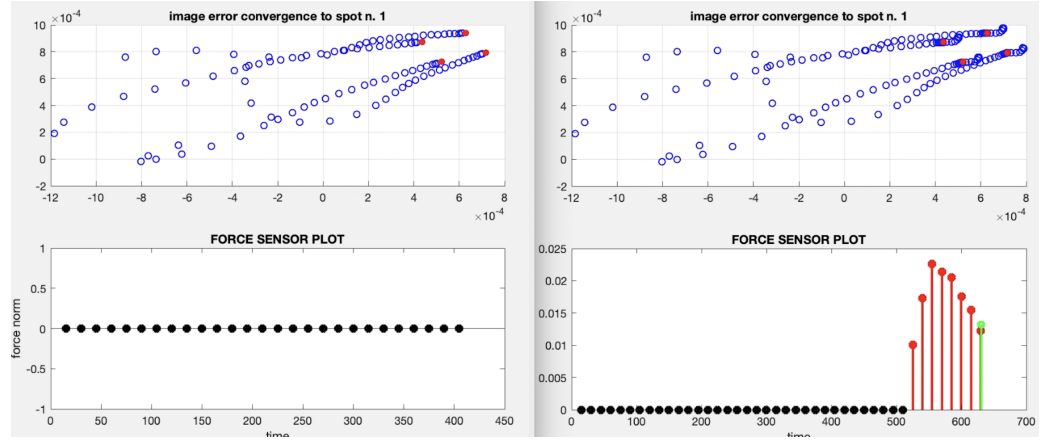 image error convergence to spot n. 1
×10⁻⁴
10
8
6
4
2
0
-2
-12 -10 -8 -6 -4 -2 0 2 4 6 8
×10⁻⁴
FORCE SENSOR PLOT
force norm
1
0.5
0
-0.5
-1
0 50 100 150 200 250 300 350 400 450
time
image error convergence to spot n. 1
×10⁻⁴
10
8
6
4
2
0
-2
-12 -10 -8 -6 -4 -2 0 2 4 6 8
×10⁻⁴
FORCE SENSOR PLOT
0.025
0.02
0.015
0.01
0.005
0
0 100 200 300 400 500 600 700
time